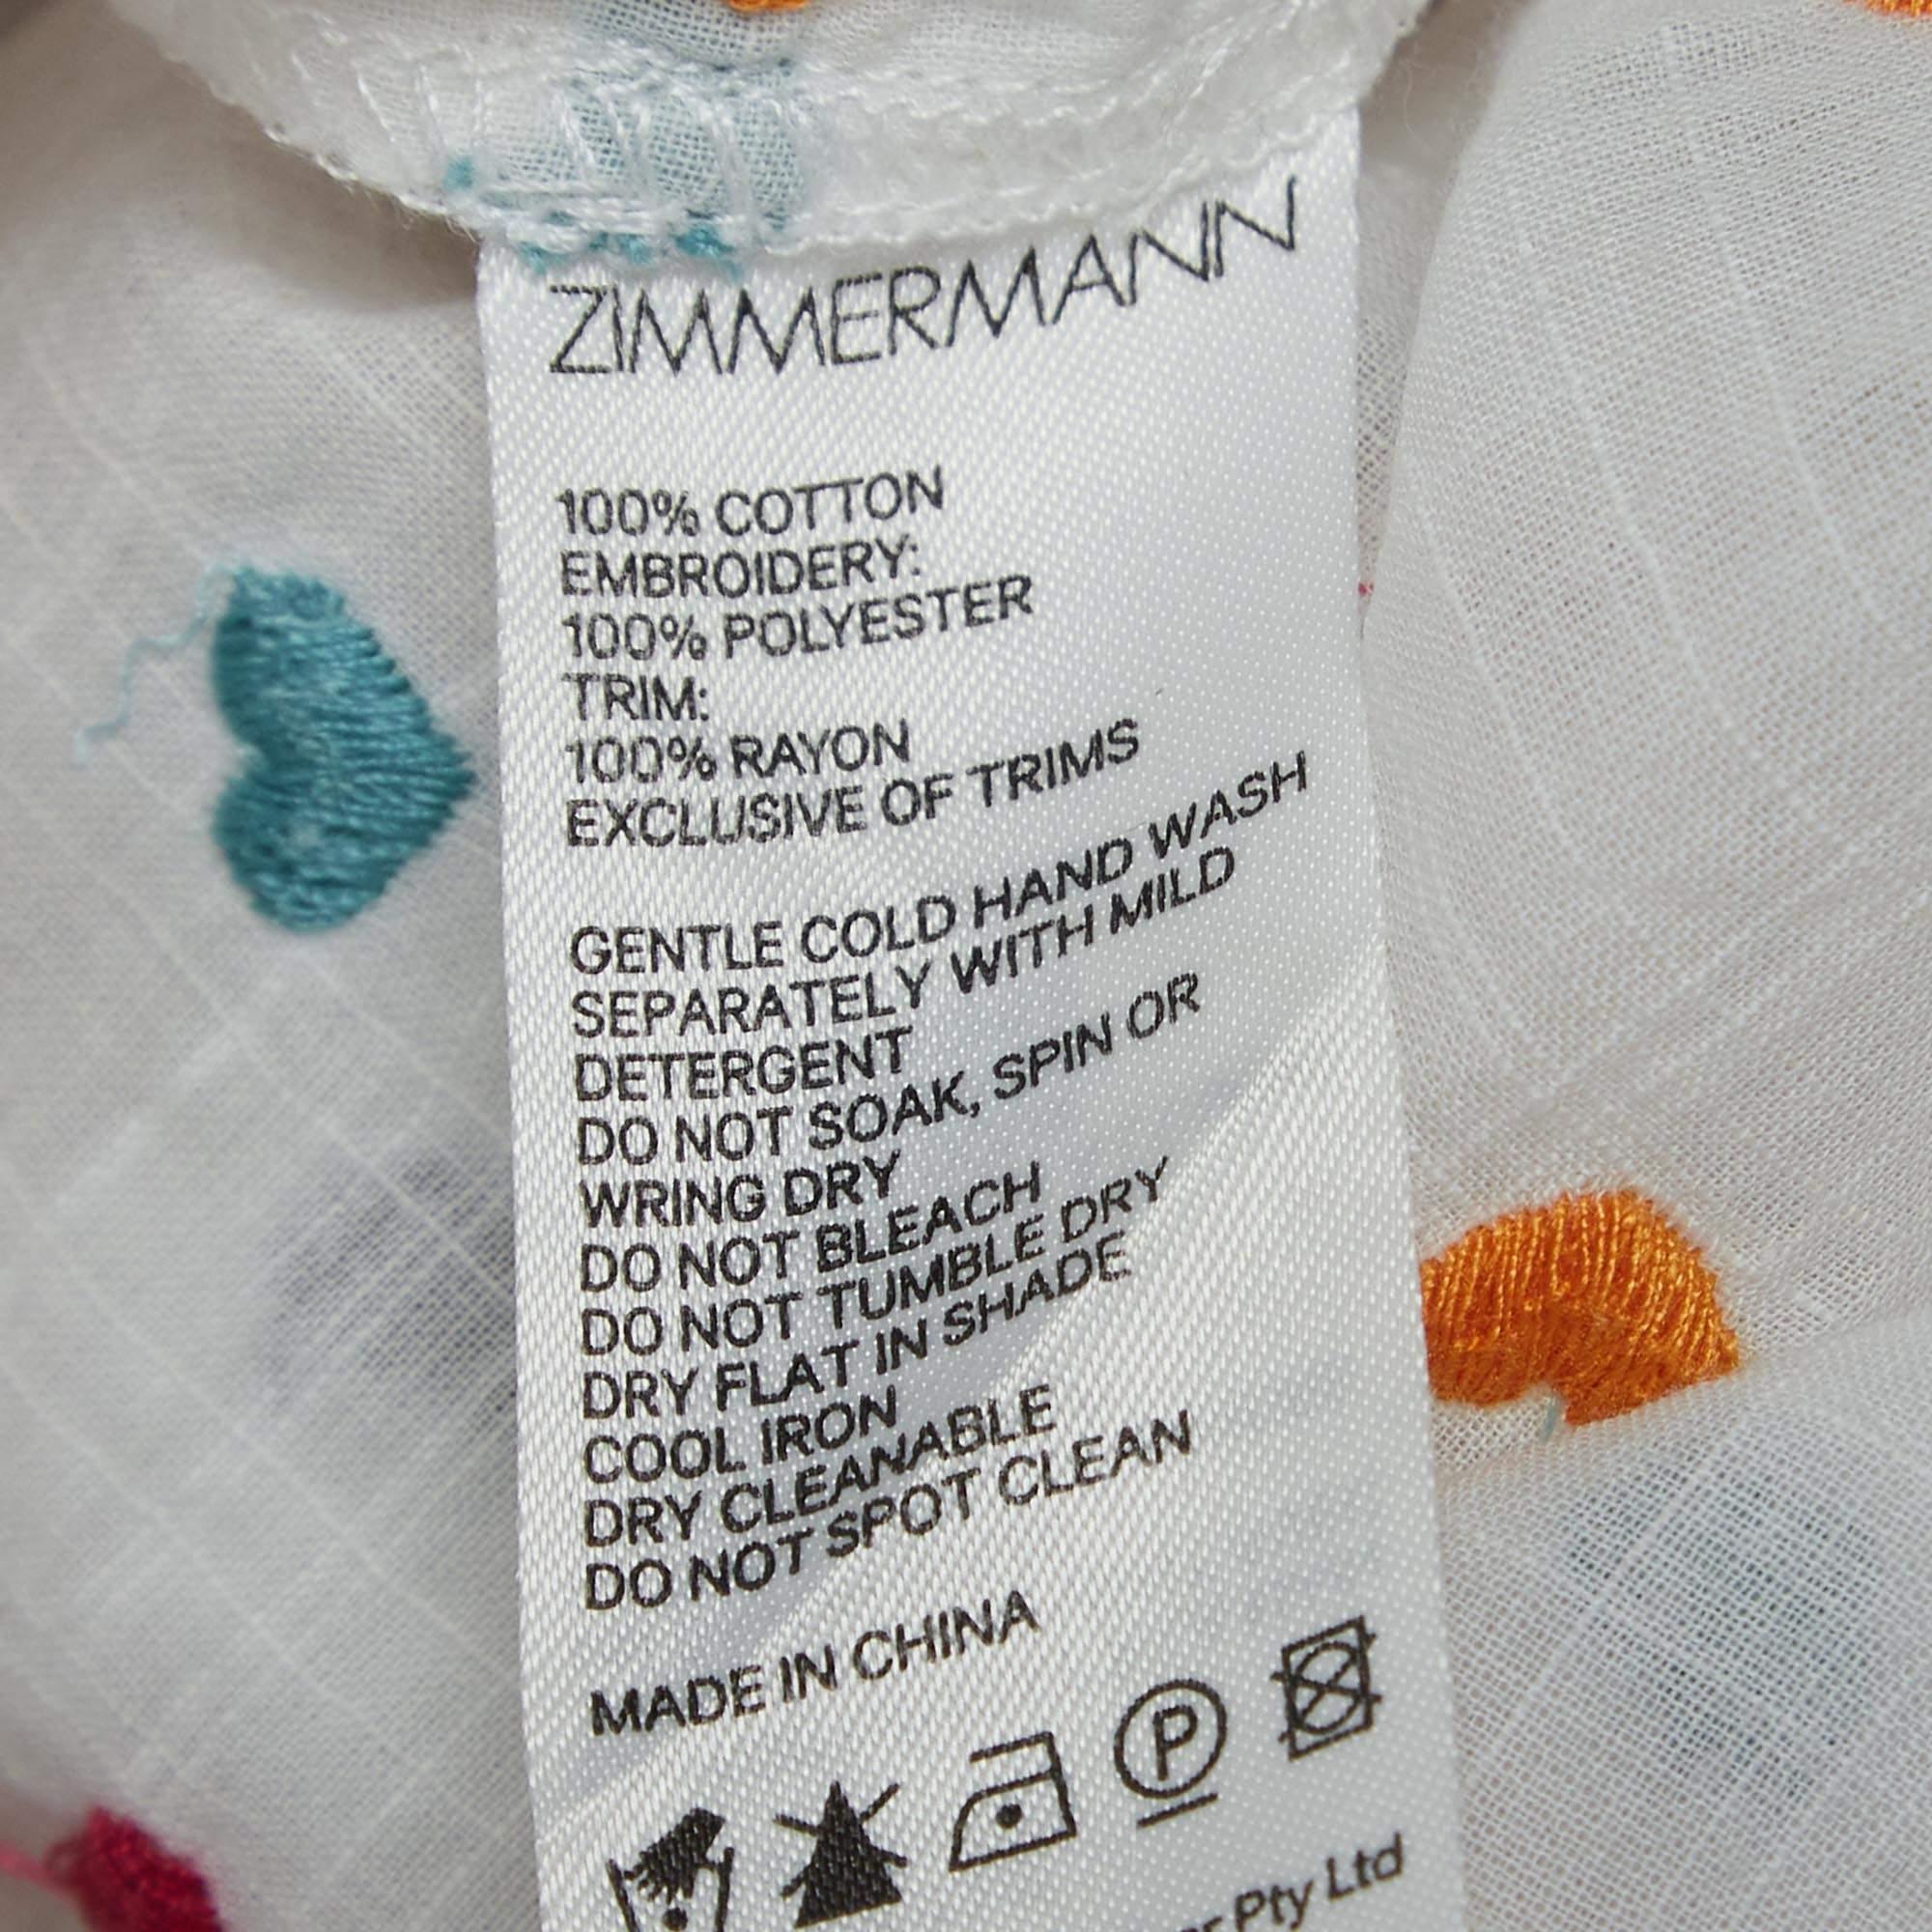 ZIMMERMANN
100% COTTON
EMBROIDERY:
100% POLYESTER
TRIM:
100% RAYON
EXCLUSIVE OF TRIMS
GENTLE COLD HAND WASH
SEPARATELY WITH MILD
DETERGENT
DO NOT SOAK, SPIN OR
WRING DRY
DO NOT BLEACH
DO NOT TUMBLE DRY
DRY FLAT IN SHADE
COOL IRON
DRY CLEANABLE
DO NOT SPOT CLEAN
MADE IN CHINA
P
Pty Ltd